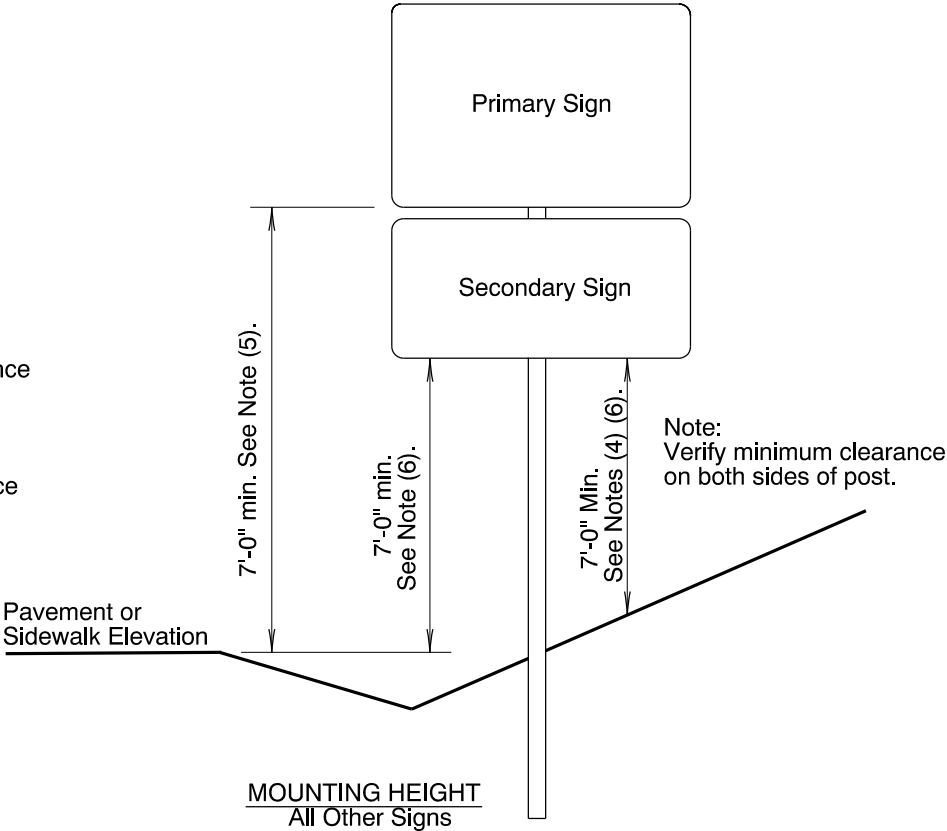 Primary Sign
Secondary Sign
7'-0" min. See Note (5).
7'-0" min.
See Note (6).
7'-0" Min.
See Notes (4) (6).
Note:
Verify minimum clearance
on both sides of post.
Pavement or
Sidewalk Elevation
MOUNTING HEIGHT
All Other Signs